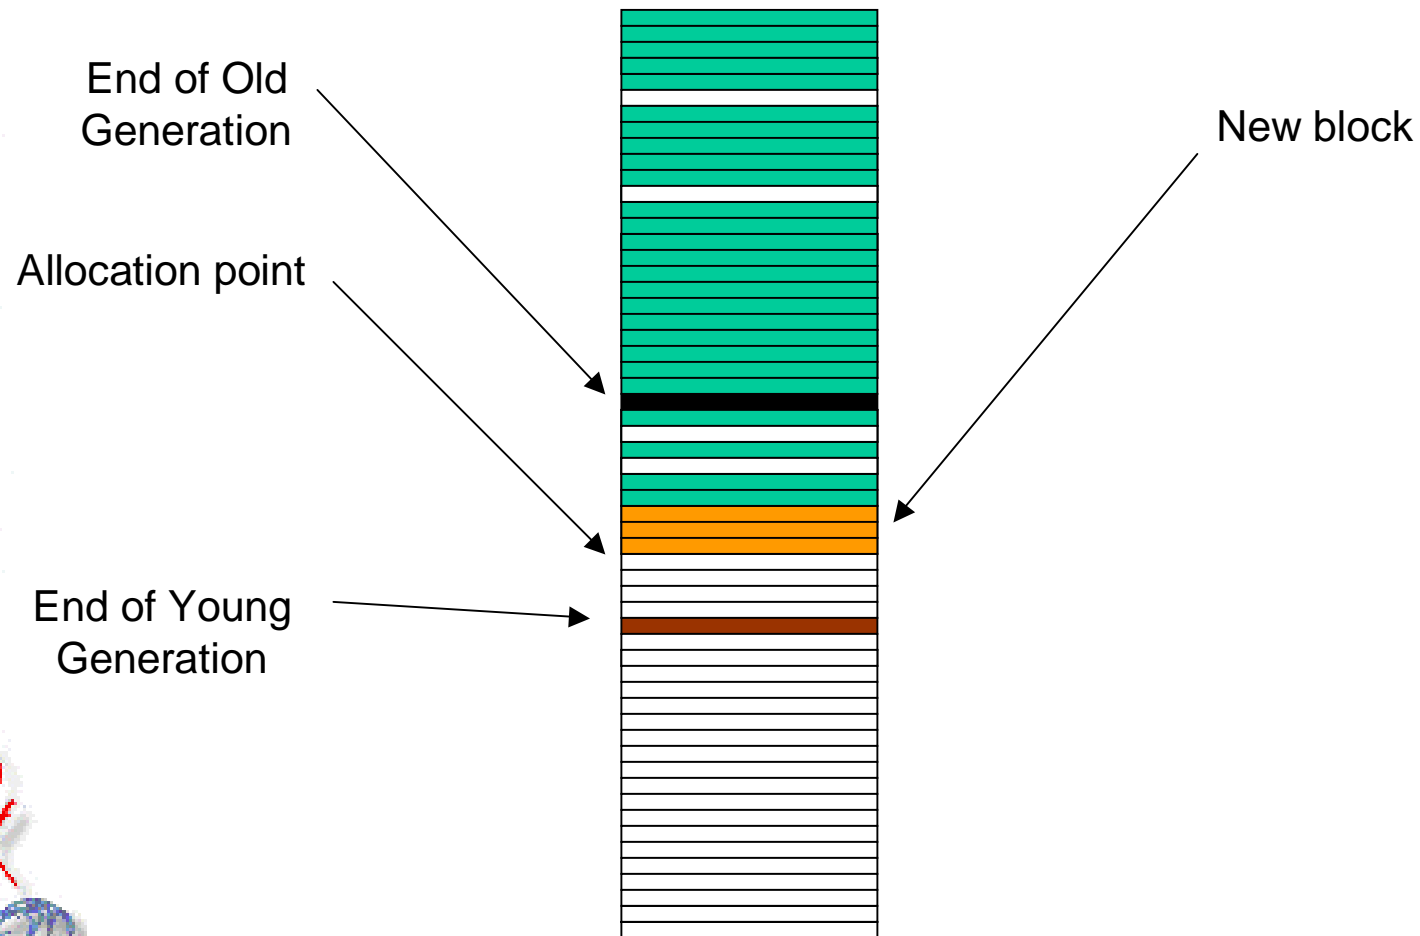 End of Old
Generation
New block
Allocation point
End of Young
Generation